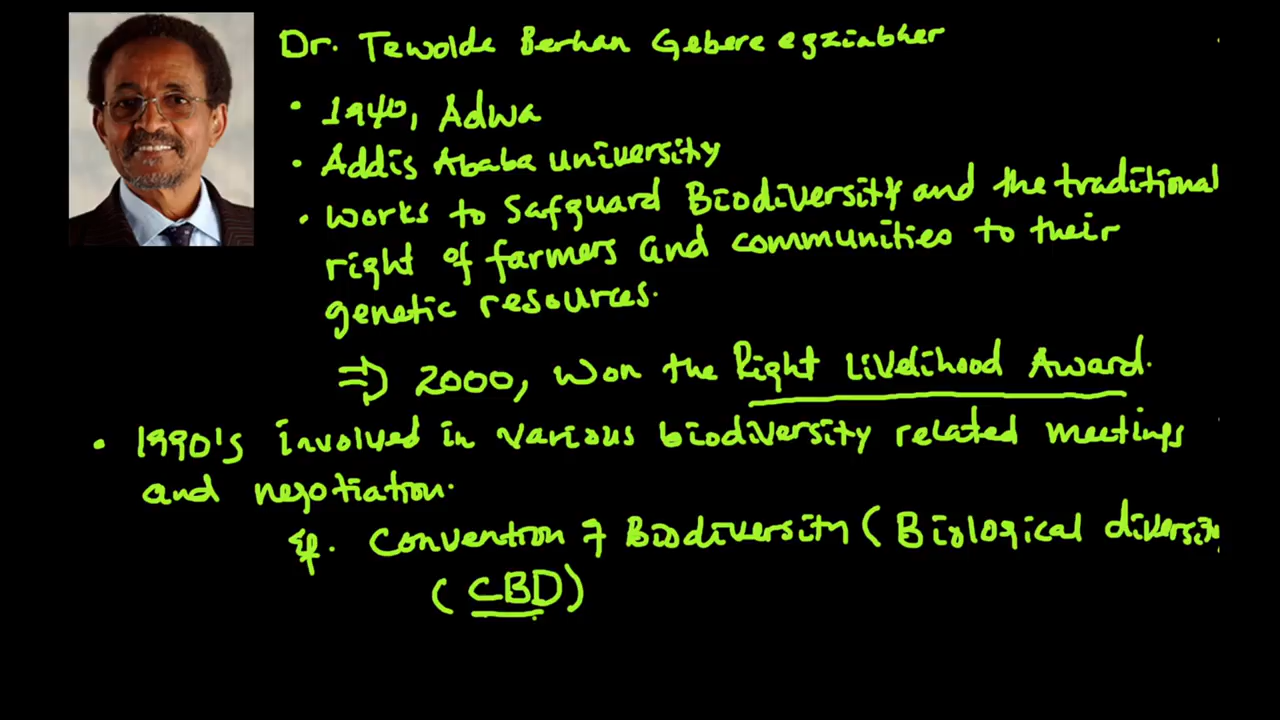 Dr. Tewolde Berhan Gebere egziabher
• 1940, Adwa
• Addis Ababa university
• works to Safguard Biodiversity and the traditional
right of farmers and communities to their
genetic resources.
⇒ 2000, won the Right Livelihood Award.
• 1990's involved in various biodiversity related meetings
and negotiation.
Convention of Biodiversity (Biological diversity
(CBD)